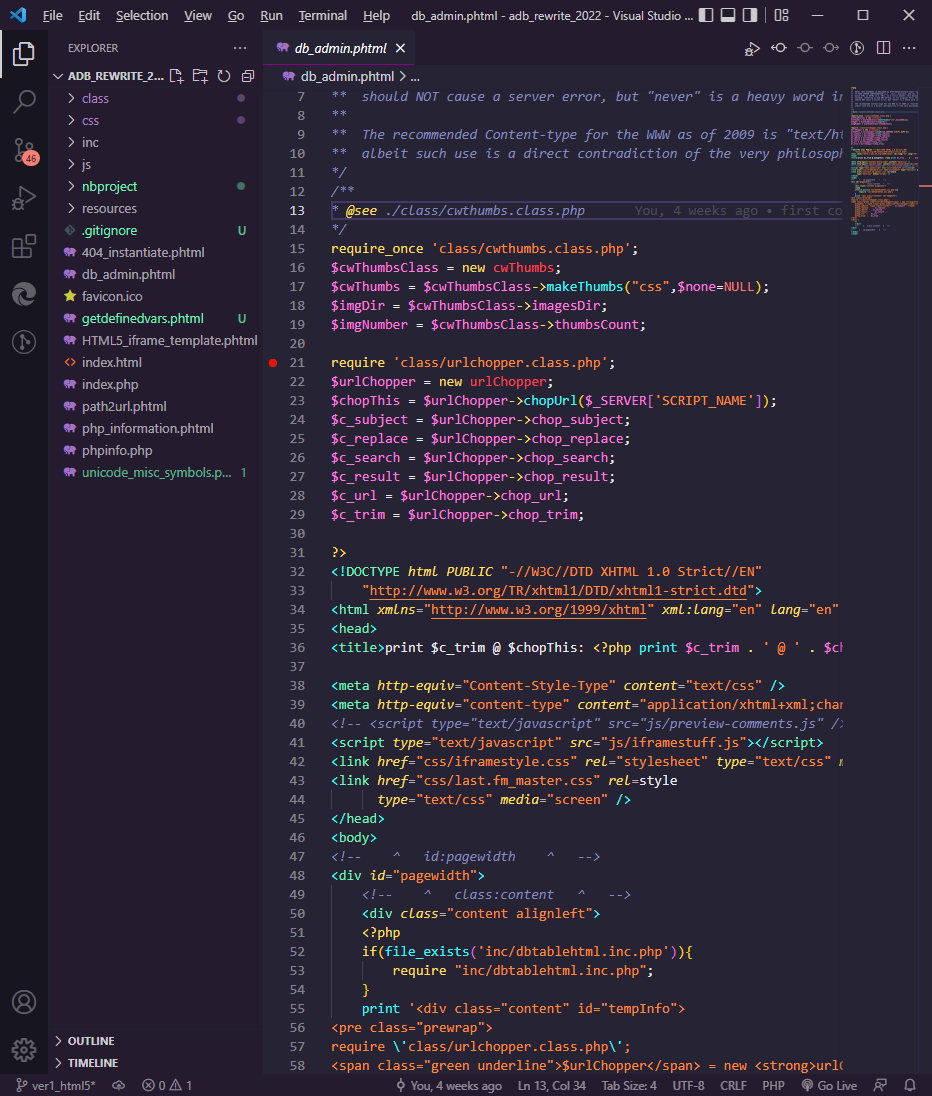 File Edit Selection View Go Run Terminal Help db_admin.phtml - adb_rewrite_2022 - Visual Studio ...
EXPLORER
ADB_REWRITE_2...
class
css
inc
js
nbproject
resources
.gitignore U
404_instantiate.phtml
db_admin.phtml
favicon.ico
getdefinedvars.phtml U
HTML5_iframe_template.phtml
index.html
index.php
path2url.phtml
php_information.phtml
phpinfo.php
unicode_misc_symbols.p... 1
46
OUTLINE
TIMELINE
db_admin.phtml
db_admin.phtml > ...
7 ** should NOT cause a server error, but "never" is a heavy word in
8 **
9 ** The recommended Content-type for the WWW as of 2009 is "text/ht
10 ** albeit such use is a direct contradiction of the very philosoph
11 */
12 /**
13 * @see ./class/cwthumbs.class.php You, 4 weeks ago • first co
14 */
15 require_once 'class/cwthumbs.class.php';
16 $cwThumbsClass = new cwThumbs;
17 $cwThumbs = $cwThumbsClass->makeThumbs("css",$none=NULL);
18 $imgDir = $cwThumbsClass->imagesDir;
19 $imgNumber = $cwThumbsClass->thumbsCount;
20
21 require 'class/urlchopper.class.php';
22 $urlChopper = new urlChopper;
23 $chopThis = $urlChopper->chopUrl($_SERVER['SCRIPT_NAME']);
24 $c_subject = $urlChopper->chop_subject;
25 $c_replace = $urlChopper->chop_replace;
26 $c_search = $urlChopper->chop_search;
27 $c_result = $urlChopper->chop_result;
28 $c_url = $urlChopper->chop_url;
29 $c_trim = $urlChopper->chop_trim;
30
31 ?>
32 <!DOCTYPE html PUBLIC "-//W3C//DTD XHTML 1.0 Strict//EN"
33 "http://www.w3.org/TR/xhtml1/DTD/xhtml1-strict.dtd">
34 <html xmlns="http://www.w3.org/1999/xhtml" xml:lang="en" lang="en"
35 <head>
36 <title>print $c_trim @ $chopThis: <?php print $c_trim . ' @ ' . $ch
37
38 <meta http-equiv="Content-Style-Type" content="text/css" />
39 <meta http-equiv="content-type" content="application/xhtml+xml;char
40 <!-- <script type="text/javascript" src="js/preview-comments.js" />
41 <script type="text/javascript" src="js/iframestuff.js"></script>
42 <link href="css/iframestyle.css" rel="stylesheet" type="text/css" m
43 <link href="css/last.fm_master.css" rel=style
44 type="text/css" media="screen" />
45 </head>
46 <body>
47 <!-- ^ id:pagewidth ^ -->
48 <div id="pagewidth">
49 <!-- ^ class:content ^ -->
50 <div class="content alignleft">
51 <?php
52 if(file_exists('inc/dbtablehtml.inc.php')){
53 require "inc/dbtablehtml.inc.php";
54 }
55 print '<div class="content" id="tempInfo">
56 <pre class="prewrap">
57 require \'class/urlchopper.class.php\';
58 <span class="green underline">$urlChopper</span> = new <strong>urlC
ver1_html5* 0 1 You, 4 weeks ago Ln 13, Col 34 Tab Size: 4 UTF-8 CRLF PHP Go Live